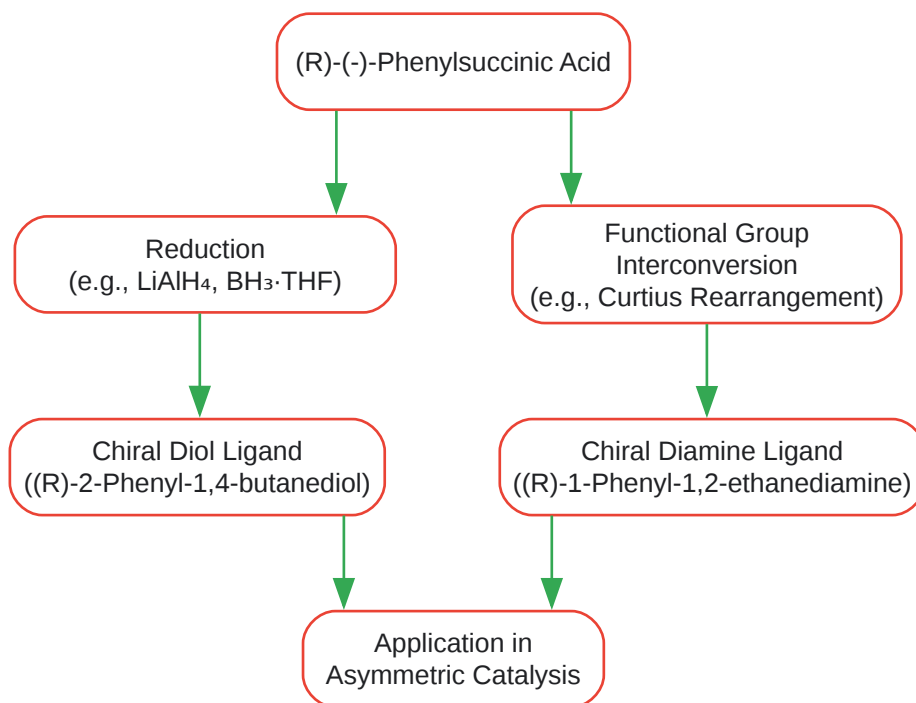 (R)-(-)-Phenylsuccinic Acid
Reduction
(e.g., LiAlH₄, BH₃·THF)
Functional Group
Interconversion
(e.g., Curtius Rearrangement)
Chiral Diol Ligand
((R)-2-Phenyl-1,4-butanediol)
Chiral Diamine Ligand
((R)-1-Phenyl-1,2-ethanediamine)
Application in
Asymmetric Catalysis